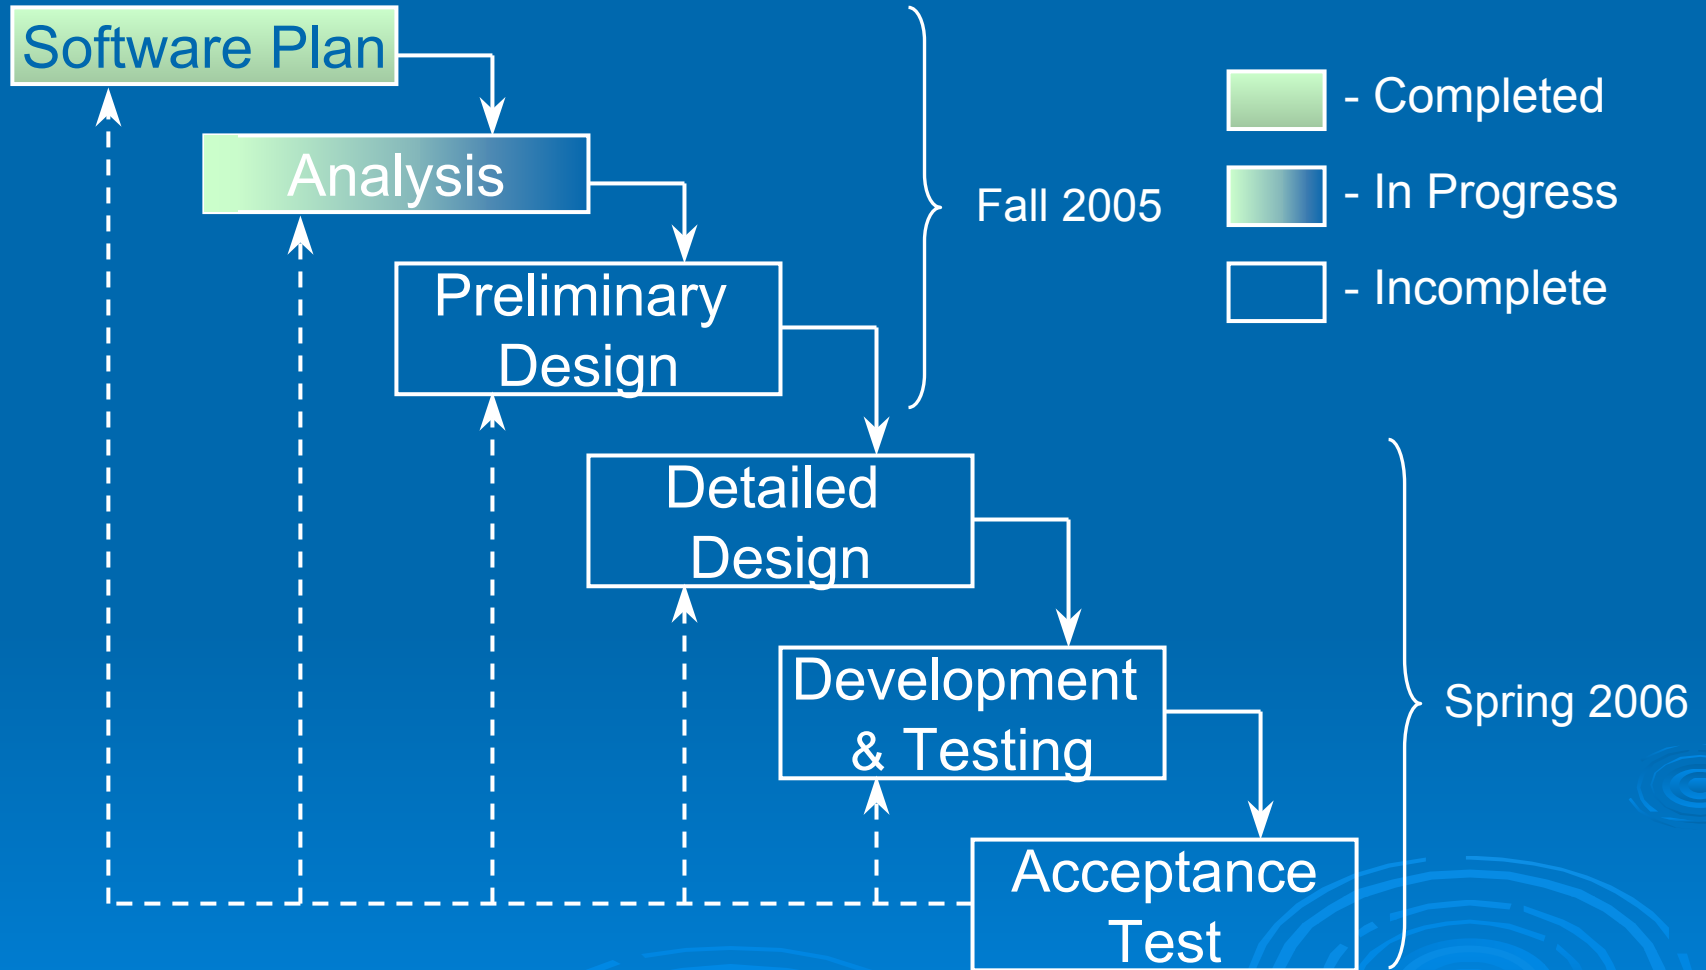 Software Plan
Analysis
Preliminary
Design
Detailed
Design
Development
& Testing
Acceptance
Test
Fall 2005
Spring 2006
- Completed
- In Progress
- Incomplete